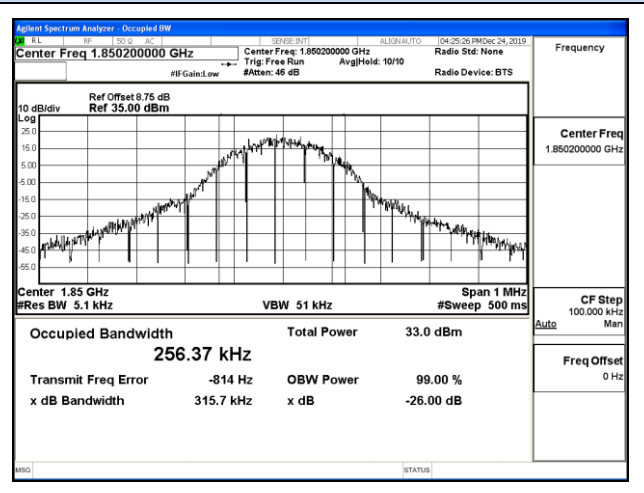 Agilent Spectrum Analyzer - Occupied BW
RL RF 50 Ω AC SENSE:INT ALIGNAUTO 04:25:26 PM Dec 24, 2019
Center Freq 1.850200000 GHz Center Freq: 1.850200000 GHz Radio Std: None Frequency
Trig: Free Run Avg|Hold: 10/10
#IFGain:Low #Atten: 46 dB Radio Device: BTS
Ref Offset 8.75 dB
10 dB/div Ref 35.00 dBm
Log
25.0
15.0
5.00
-5.00
-15.0
-25.0
-35.0
-45.0
-55.0
Center Freq
1.850200000 GHz
Center 1.85 GHz Span 1 MHz
#Res BW 5.1 kHz VBW 51 kHz #Sweep 500 ms
CF Step
100.000 kHz
Auto Man
Occupied Bandwidth Total Power 33.0 dBm
256.37 kHz
Transmit Freq Error -814 Hz OBW Power 99.00 %
x dB Bandwidth 315.7 kHz x dB -26.00 dB
Freq Offset
0 Hz
MSG STATUS